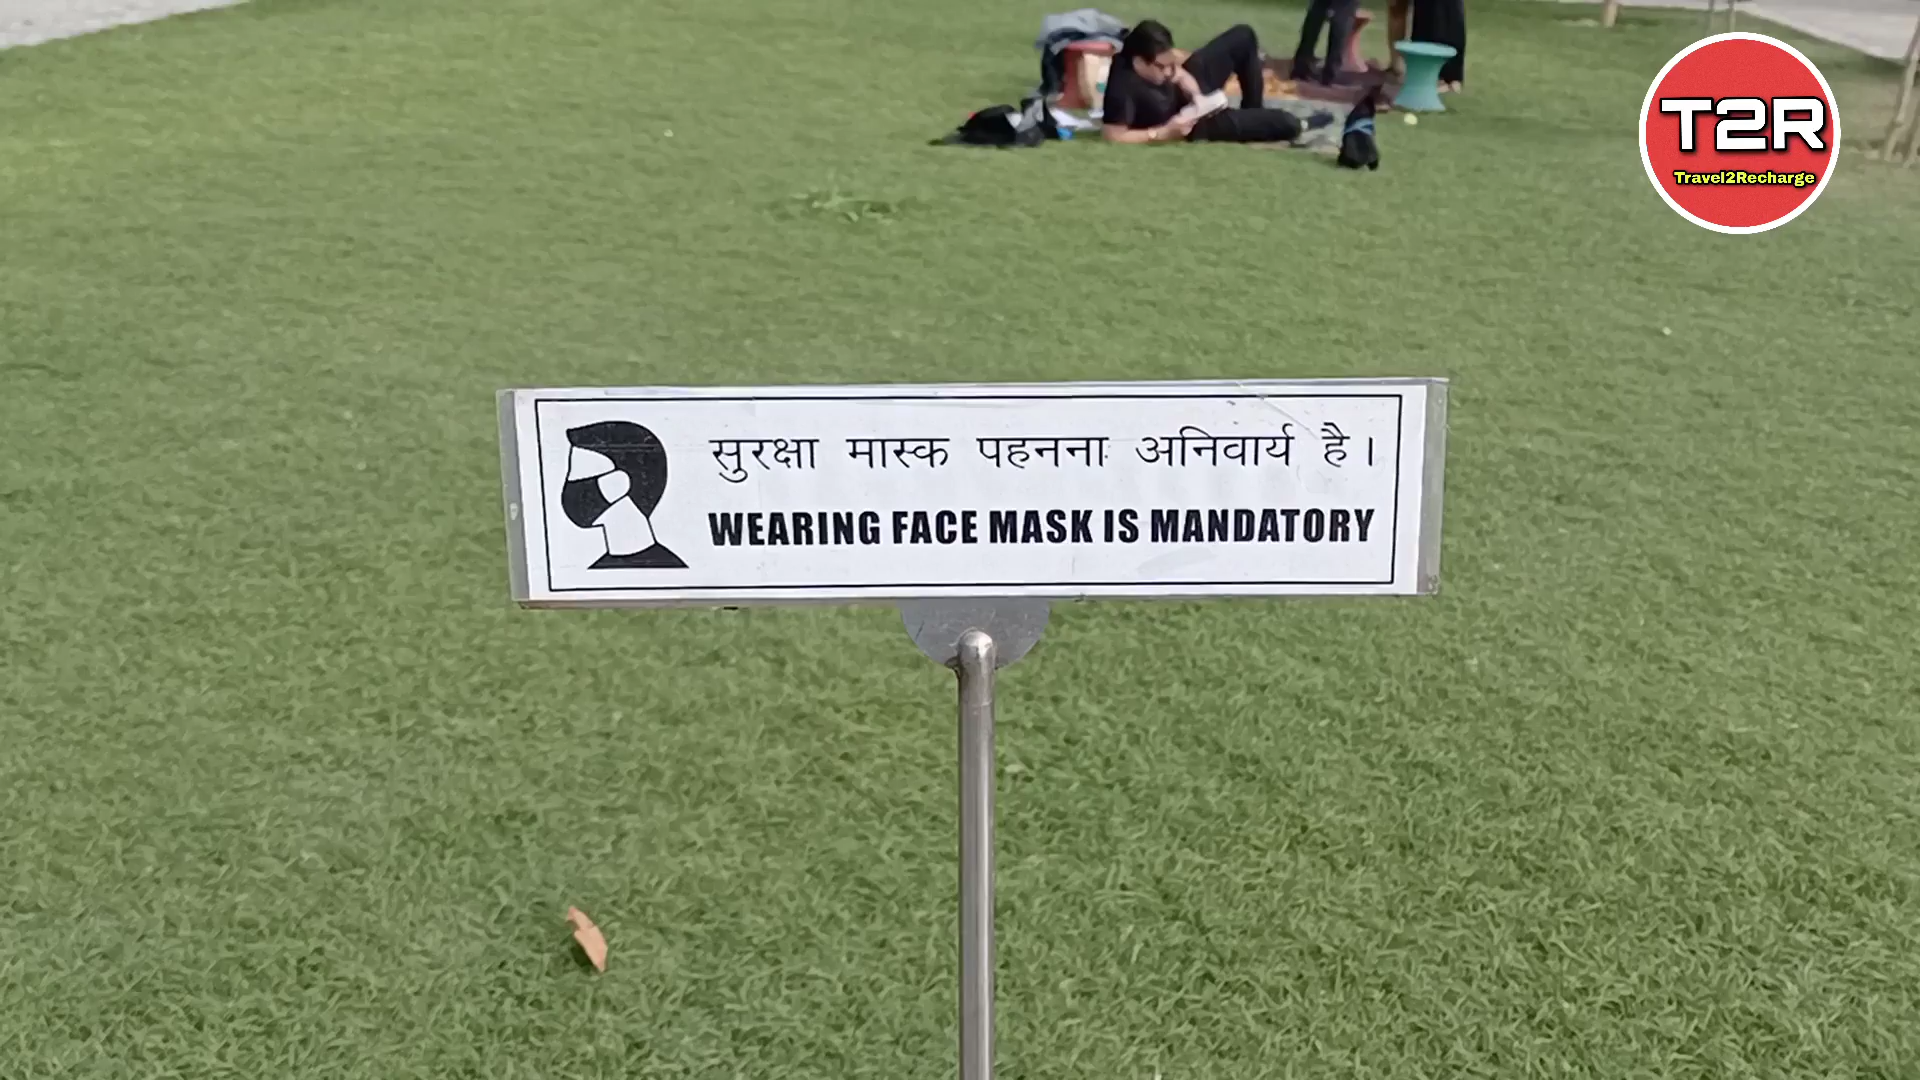 T2R
Travel2Recharge
सुरक्षा मास्क पहनना अनिवार्य है।
WEARING FACE MASK IS MANDATORY